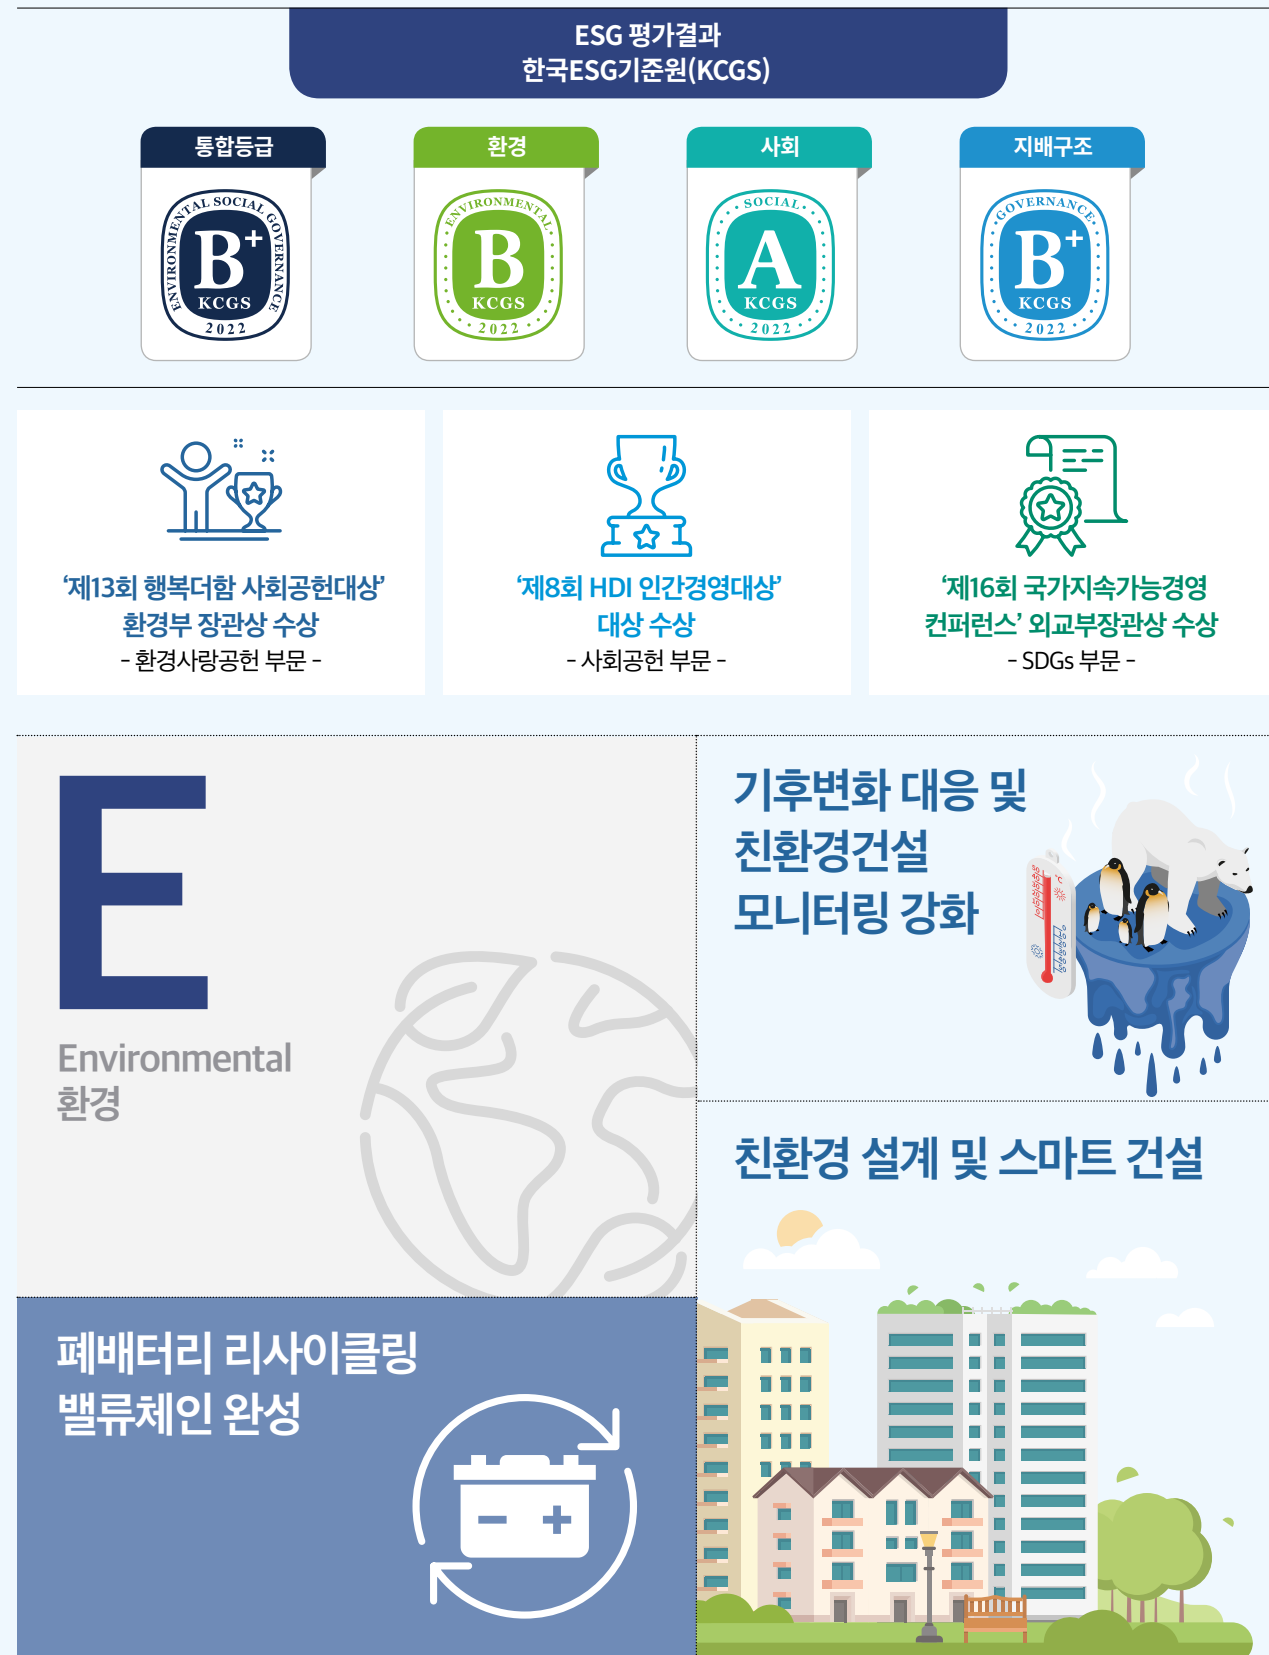 ESG 평가결과
한국ESG기준원(KCGS)
통합등급
ENVIRONMENTAL SOCIAL GOVERNANCE
B+
KCGS
2022
환경
ENVIRONMENTAL
B
KCGS
2022
사회
SOCIAL
A
KCGS
2022
지배구조
GOVERNANCE
B+
KCGS
2022
‘제13회 행복더함 사회공헌대상’
환경부 장관상 수상
- 환경사랑공헌 부문 -
‘제8회 HDI 인간경영대상’
대상 수상
- 사회공헌 부문 -
‘제16회 국가지속가능경영
컨퍼런스’ 외교부장관상 수상
- SDGs 부문 -
E
Environmental
환경
기후변화 대응 및
친환경건설
모니터링 강화
°C
친환경 설계 및 스마트 건설
폐배터리 리사이클링
밸류체인 완성